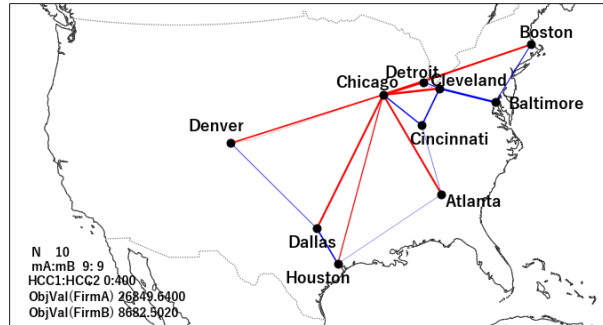 Boston
Detroit
Chicago
Cleveland
Baltimore
Denver
Cincinnati
Atlanta
Dallas
Houston
N 10
mA:mB 9: 9
HCC1:HCC2 0:400
ObjVal(FirmA) 26849.6400
ObjVal(FirmB) 8682.5020